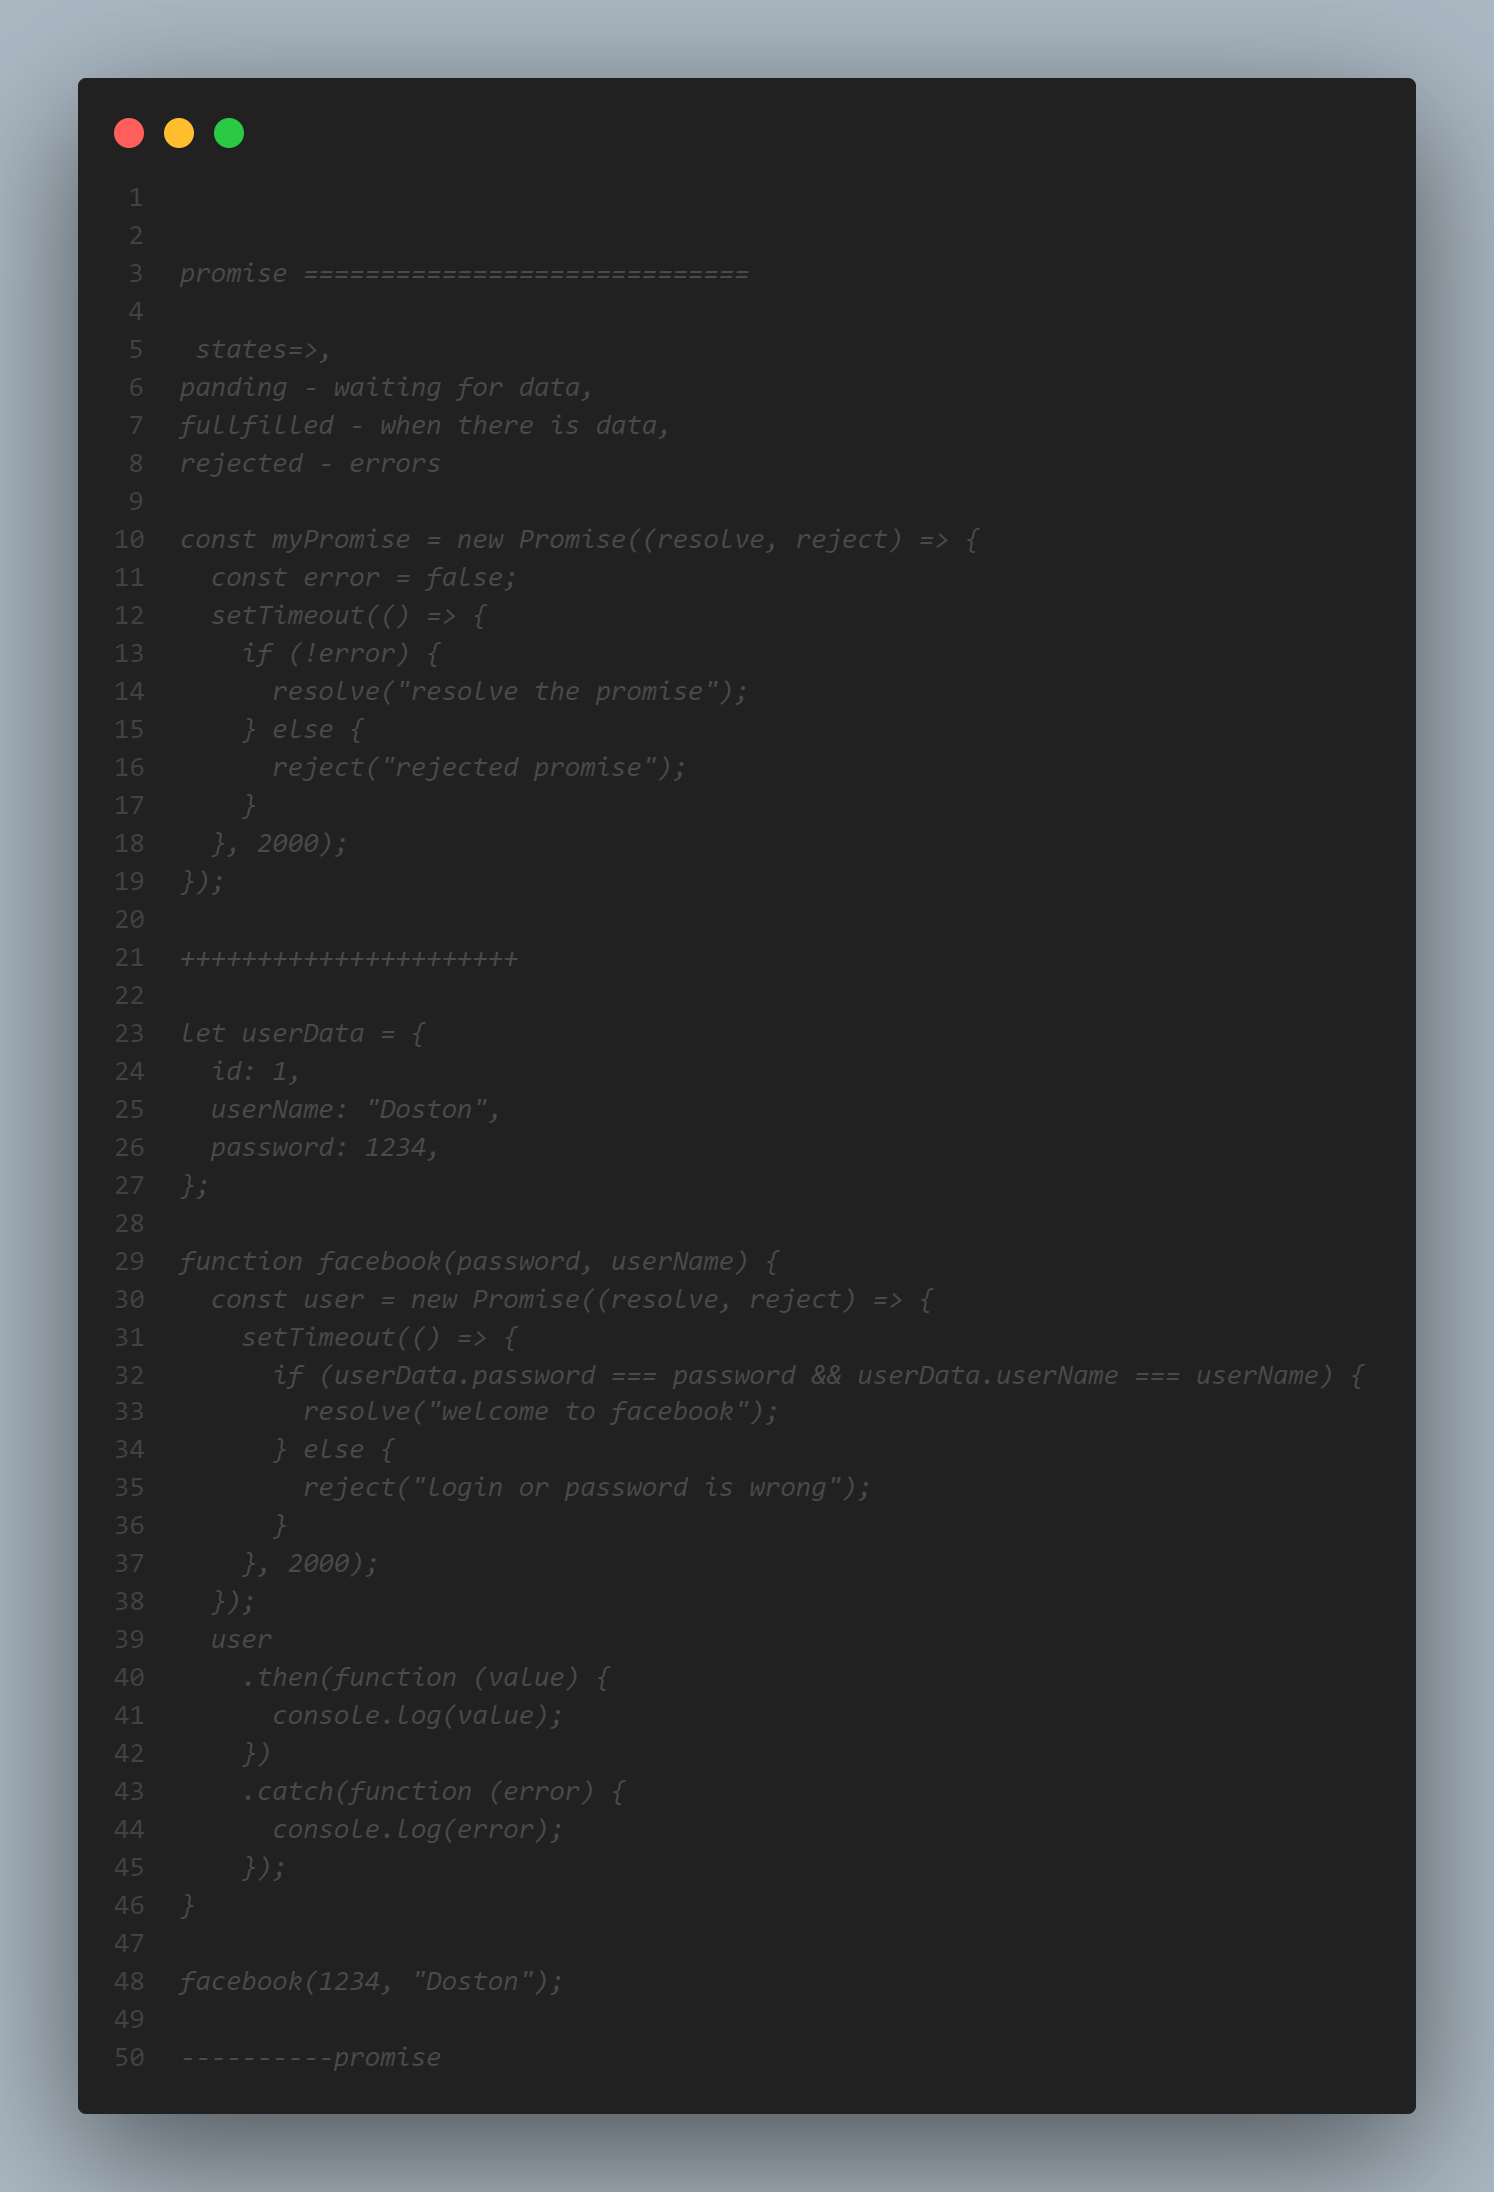 1
2
3 promise =============================
4
5  states=>,
6 panding - waiting for data,
7 fullfilled - when there is data,
8 rejected - errors
9
10 const myPromise = new Promise((resolve, reject) => {
11   const error = false;
12   setTimeout(() => {
13     if (!error) {
14       resolve("resolve the promise");
15     } else {
16       reject("rejected promise");
17     }
18   }, 2000);
19 });
20
21 ++++++++++++++++++++++
22
23 let userData = {
24   id: 1,
25   userName: "Doston",
26   password: 1234,
27 };
28
29 function facebook(password, userName) {
30   const user = new Promise((resolve, reject) => {
31     setTimeout(() => {
32       if (userData.password === password && userData.userName === userName) {
33         resolve("welcome to facebook");
34       } else {
35         reject("login or password is wrong");
36       }
37     }, 2000);
38   });
39   user
40     .then(function (value) {
41       console.log(value);
42     })
43     .catch(function (error) {
44       console.log(error);
45     });
46 }
47
48 facebook(1234, "Doston");
49
50 ----------promise